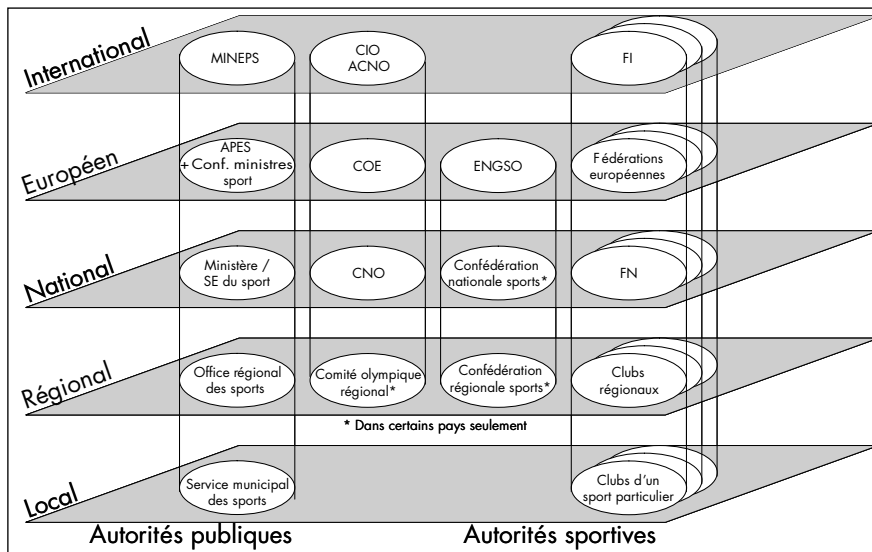 International
MINEPS
CIO
ACNO
FI
Européen
APES
+ Conf. ministres
sport
COE
ENGSO
Fédérations
européennes
National
Ministère /
SE du sport
CNO
Confédération
nationale sports*
FN
Régional
Office régional
des sports
Comité olympique
régional*
Confédération
régionale sports*
Clubs
régionaux
* Dans certains pays seulement
Local
Service municipal
des sports
Clubs d'un
sport particulier
Autorités publiques
Autorités sportives